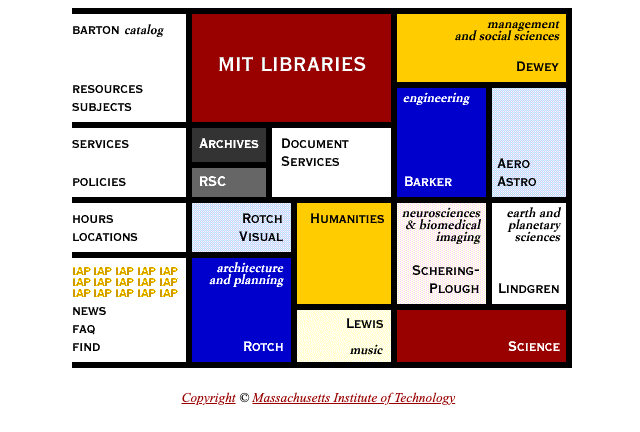 BARTON catalog
RESOURCES
SUBJECTS
SERVICES
POLICIES
HOURS
LOCATIONS
IAP IAP IAP IAP IAP
IAP IAP IAP IAP IAP
IAP IAP IAP IAP IAP
NEWS
FAQ
FIND
MIT LIBRARIES
management
and social sciences
DEWEY
engineering
BARKER
AERO
ASTRO
ARCHIVES
RSC
DOCUMENT
SERVICES
ROTCH
VISUAL
HUMANITIES
neurosciences
& biomedical
imaging
SCHERING-
PLOUGH
earth and
planetary
sciences
LINDGREN
architecture
and planning
ROTCH
LEWIS
music
SCIENCE
Copyright © Massachusetts Institute of Technology